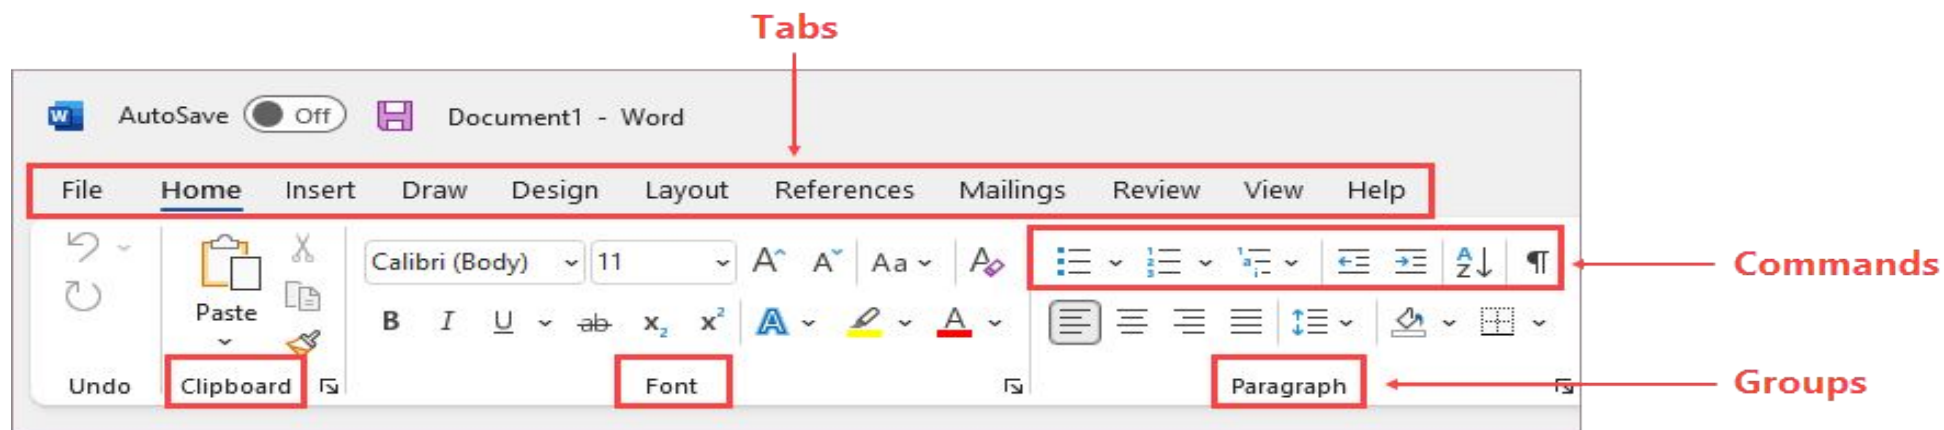 Tabs
AutoSave Off Document1 - Word
File Home Insert Draw Design Layout References Mailings Review View Help
Calibri (Body) 11 Aa
Commands
Paste B I U ab x₂ x² A A
Undo Clipboard Font Paragraph
Groups